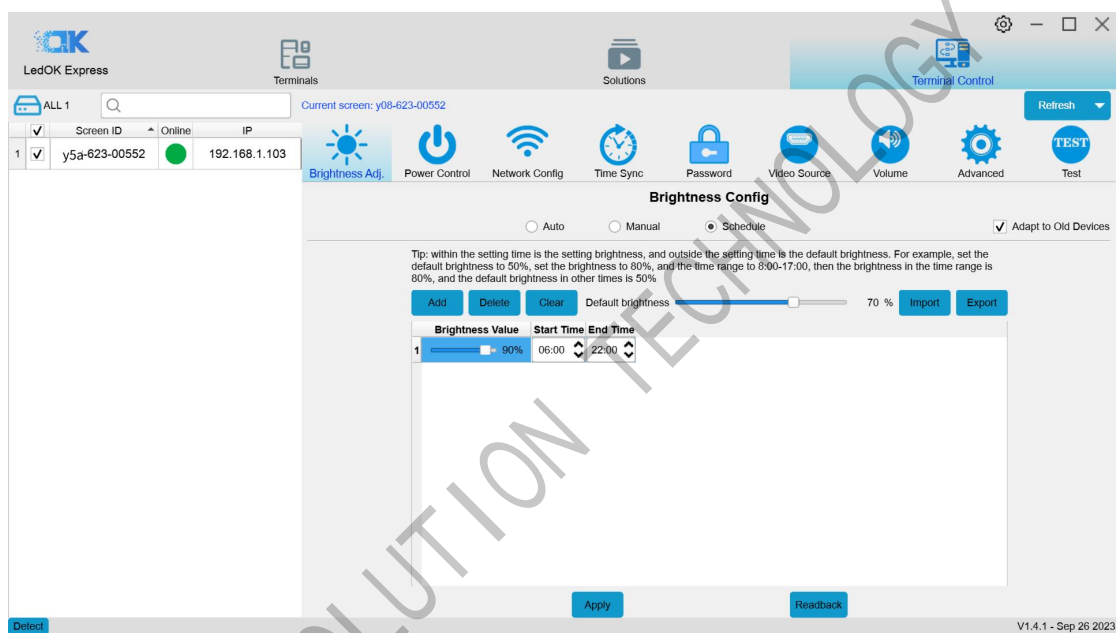 LedOK Express
Terminals
Solutions
Terminal Control
ALL 1
Current screen: y08-623-00552
Refresh
Screen ID Online IP
1 y5a-623-00552 192.168.1.103
Brightness Adj. Power Control Network Config Time Sync Password Video Source Volume TEST Advanced Test
Brightness Config
Auto Manual Schedule Adapt to Old Devices
Tip: within the setting time is the setting brightness, and outside the setting time is the default brightness. For example, set the
default brightness to 50%, set the brightness to 80%, and the time range to 8:00-17:00, then the brightness in the time range is
80%, and the default brightness in other times is 50%
Add Delete Clear Default brightness 70 % Import Export
Brightness Value Start Time End Time
1 90% 06:00 22:00
Apply Readback
Detect V1.4.1 - Sep 26 2023
OLUTION TECHNOLOGY